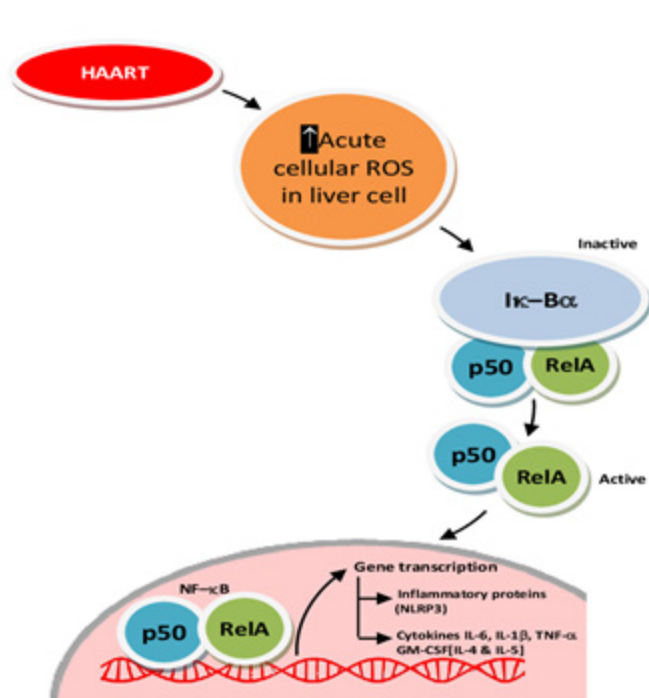 HAART
↑Acute
cellular ROS
in liver cell
Inactive
Iκ–Bα
p50
RelA
p50
RelA
Active
Gene transcription
NF–κB
Inflammatory proteins
(NLRP3)
p50
RelA
Cytokines IL-6, IL-1β, TNF-α
GM-CSF[IL-4 & IL-5]